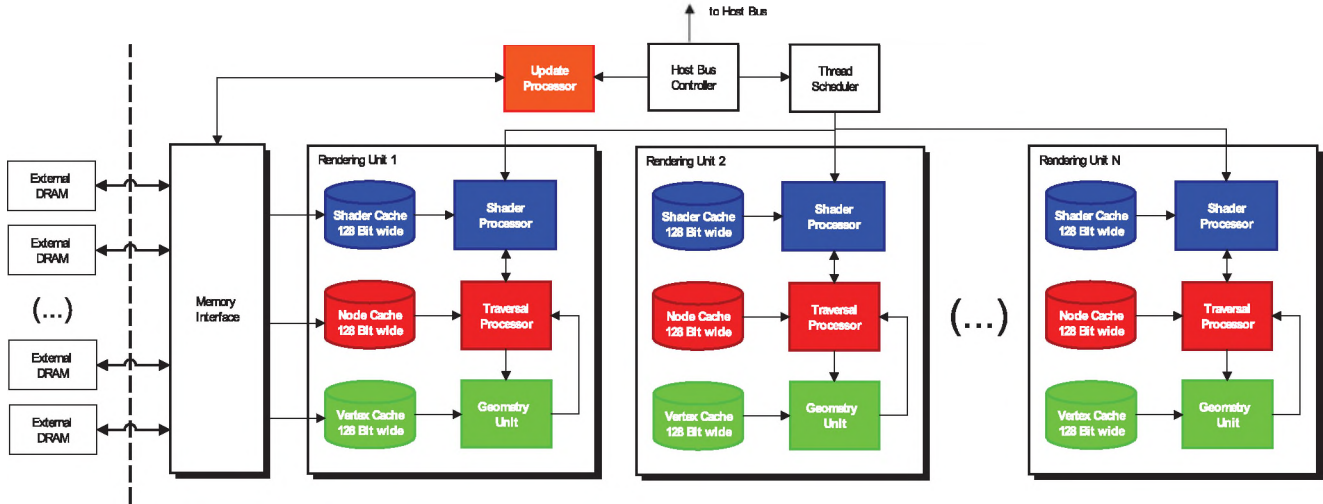 to Host Bus
Update
Processor
Host Bus
Controller
Thread
Scheduler
External
DRAM
External
DRAM
(...)
External
DRAM
External
DRAM
Memory
Interface
Rendering Unit 1
Shader Cache
128 Bit wide
Shader
Processor
Node Cache
128 Bit wide
Traversal
Processor
Vertex Cache
128 Bit wide
Geometry
Unit
Rendering Unit 2
Shader Cache
128 Bit wide
Shader
Processor
Node Cache
128 Bit wide
Traversal
Processor
Vertex Cache
128 Bit wide
Geometry
Unit
(...)
Rendering Unit N
Shader Cache
128 Bit wide
Shader
Processor
Node Cache
128 Bit wide
Traversal
Processor
Vertex Cache
128 Bit wide
Geometry
Unit